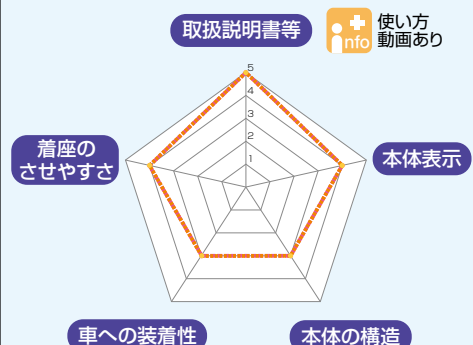 取扱説明書等
info
使い方
動画あり
5
4
3
2
1
着座の
させやすさ
本体表示
車への装着性
本体の構造